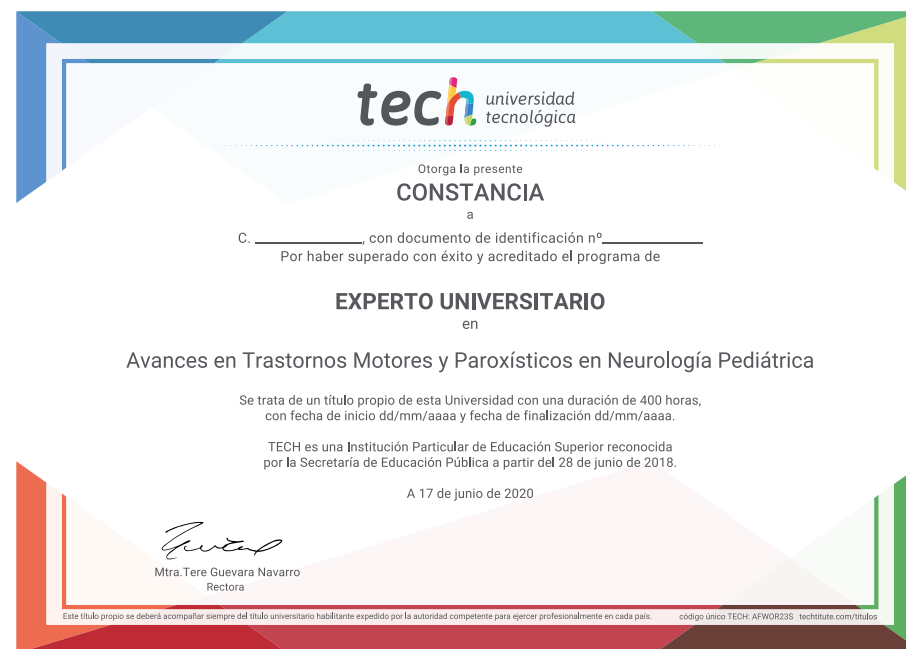 tech universidad
tecnológica
Otorga la presente
CONSTANCIA
a
C. ____________, con documento de identificación nº____________
Por haber superado con éxito y acreditado el programa de
EXPERTO UNIVERSITARIO
en
Avances en Trastornos Motores y Paroxísticos en Neurología Pediátrica
Se trata de un título propio de esta Universidad con una duración de 400 horas,
con fecha de inicio dd/mm/aaaa y fecha de finalización dd/mm/aaaa.
TECH es una Institución Particular de Educación Superior reconocida
por la Secretaría de Educación Pública a partir del 28 de junio de 2018.
A 17 de junio de 2020
Mtra.Tere Guevara Navarro
Rectora
Este título propio se deberá acompañar siempre del título universitario habilitante expedido por la autoridad competente para ejercer profesionalmente en cada país. código único TECH: AFWOR23S techtitute.com/titulos